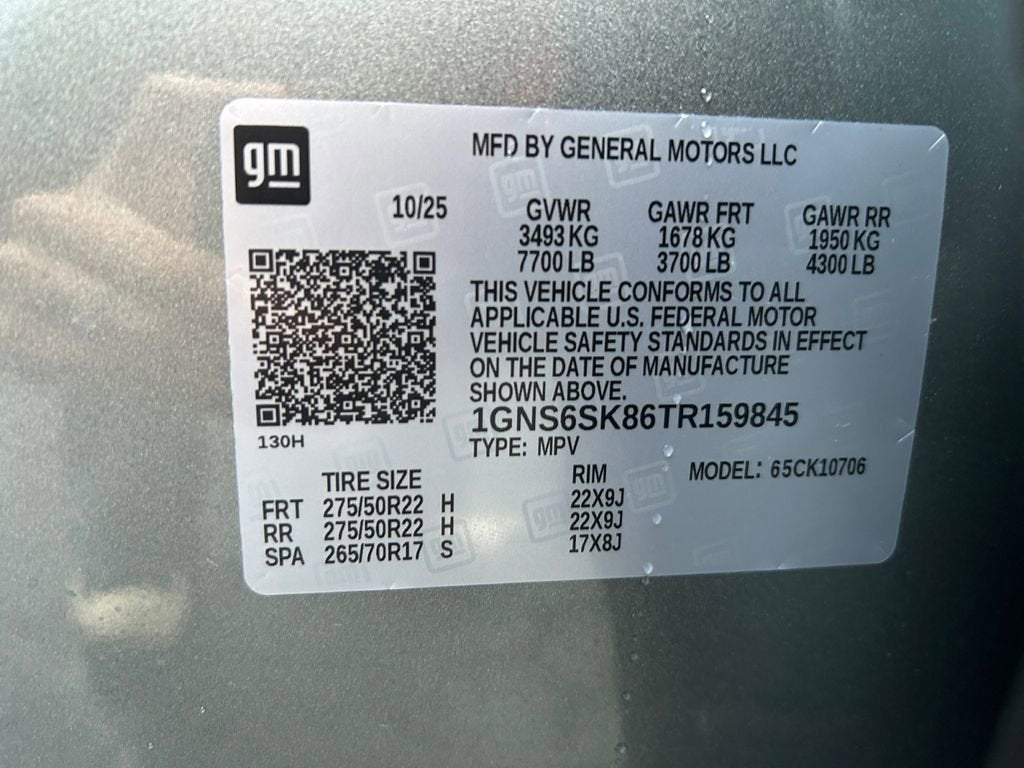 gm
MFD BY GENERAL MOTORS LLC
10/25 GVWR GAWR FRT GAWR RR
3493 KG 1678 KG 1950 KG
7700 LB 3700 LB 4300 LB
THIS VEHICLE CONFORMS TO ALL
APPLICABLE U.S. FEDERAL MOTOR
VEHICLE SAFETY STANDARDS IN EFFECT
ON THE DATE OF MANUFACTURE
SHOWN ABOVE.
1GNS6SK86TR159845
130H
TYPE: MPV
MODEL: 65CK10706
TIRE SIZE RIM
FRT 275/50R22 H 22X9J
RR 275/50R22 H 22X9J
SPA 265/70R17 S 17X8J